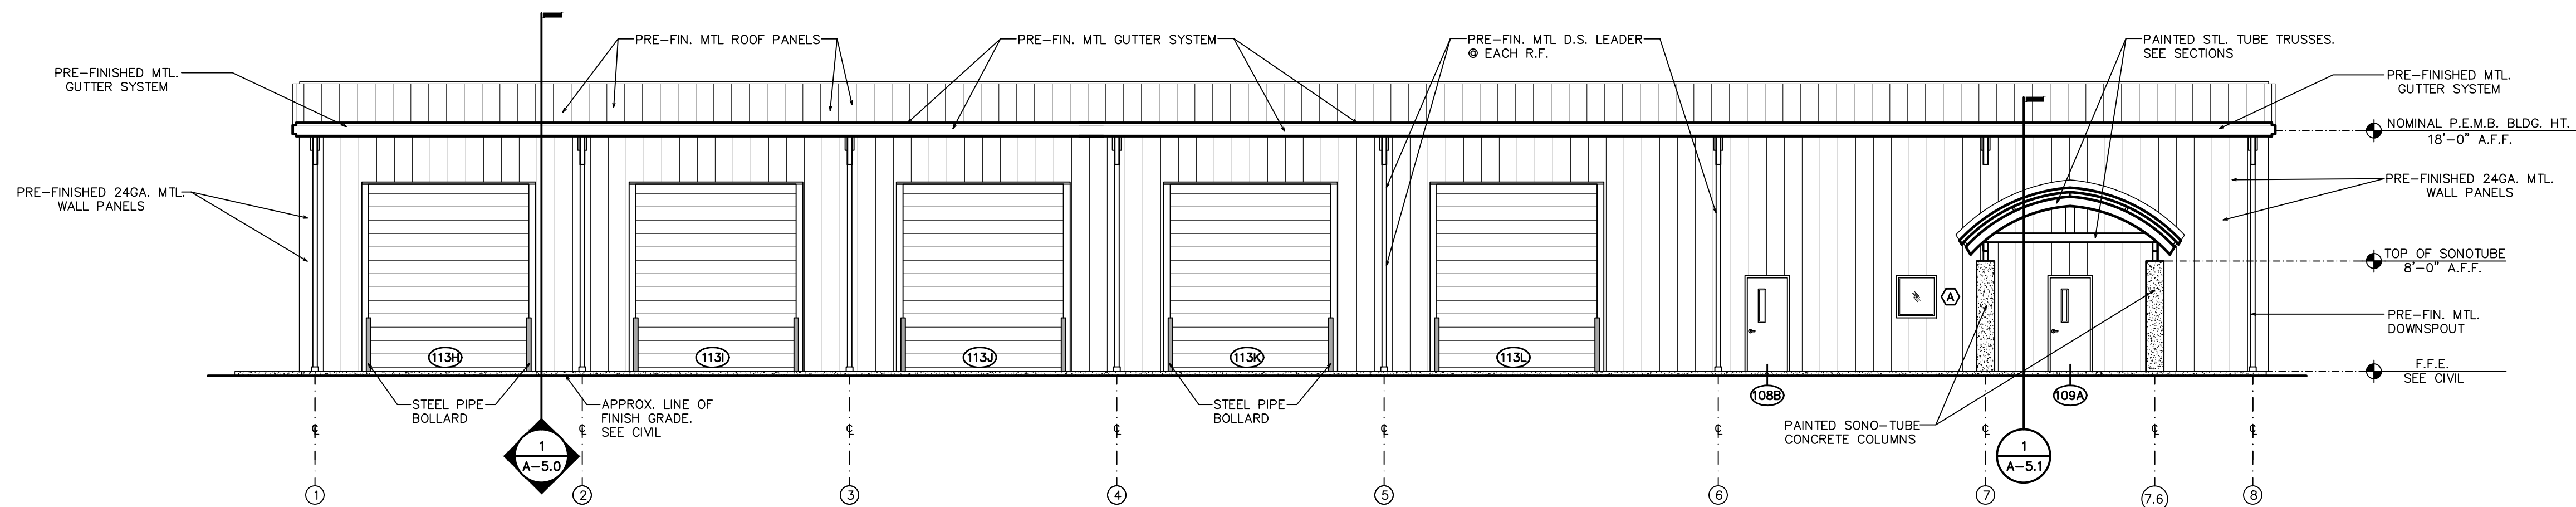 PRE-FIN. MTL ROOF PANELS
PRE-FIN. MTL GUTTER SYSTEM
PRE-FIN. MTL D.S. LEADER
@ EACH R.F.
PAINTED STL. TUBE TRUSSES.
SEE SECTIONS
PRE-FINISHED MTL.
GUTTER SYSTEM
PRE-FINISHED MTL.
GUTTER SYSTEM
NOMINAL P.E.M.B. BLDG. HT.
18'-0" A.F.F.
PRE-FINISHED 24GA. MTL.
WALL PANELS
PRE-FINISHED 24GA. MTL.
WALL PANELS
TOP OF SONOTUBE
8'-0" A.F.F.
A
PRE-FIN. MTL.
DOWNSPOUT
113H
113I
113J
113K
113L
F.F.E.
SEE CIVIL
108B
109A
STEEL PIPE
BOLLARD
APPROX. LINE OF
FINISH GRADE.
SEE CIVIL
STEEL PIPE
BOLLARD
PAINTED SONO-TUBE
CONCRETE COLUMNS
℄ ℄ ℄ ℄ ℄ ℄ ℄ ℄ ℄
1
A-5.0
1
A-5.1
1 2 3 4 5 6 7 7.6 8